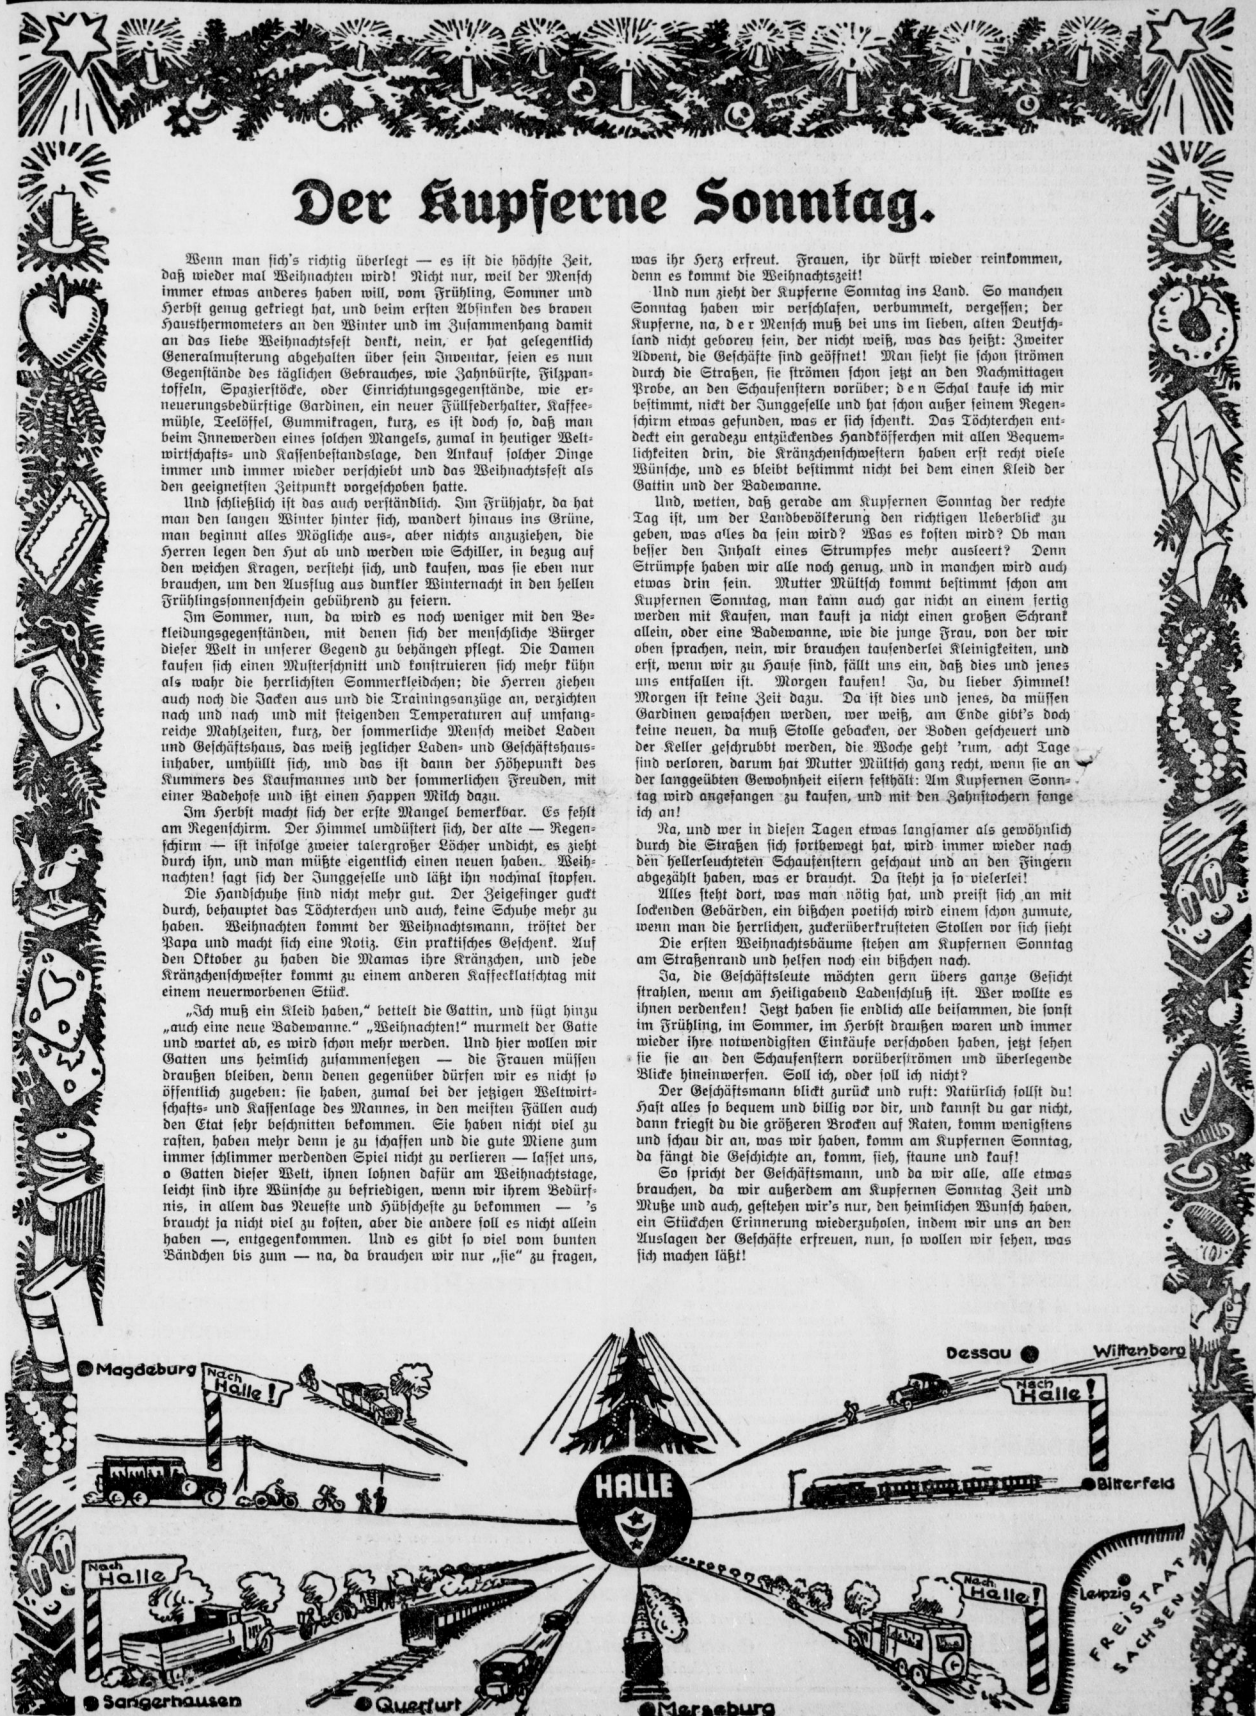 Der Kupferne Sonntag.
Wenn man sich's richtig überlegt — es ist die höchste Zeit,
daß wieder mal Weihnachten wird! Nicht nur, weil der Mensch
immer etwas anderes haben will, vom Frühling, Sommer und
Herbst genug gekriegt hat, und beim ersten Absinken des braven
Hausthermometers an den Winter und im Zusammenhang damit
an das liebe Weihnachtsfest denkt, nein, er hat gelegentlich
Generalmusterung abgehalten über sein Inventar, seien es nun
Gegenstände des täglichen Gebrauches, wie Zahnbürste, Filzpan-
toffeln, Spazierstöcke, oder Einrichtungsgegenstände, wie er-
neuerungsbedürftige Gardinen, ein neuer Füllfederhalter, Kaffee-
mühle, Teelöffel, Gummikragen, kurz, es ist doch so, daß man
beim Innewerden eines solchen Mangels, zumal in heutiger Welt-
wirtschafts- und Kassenbestandslage, den Ankauf solcher Dinge
immer und immer wieder verschiebt und das Weihnachtsfest als
den geeignetsten Zeitpunkt vorgeschoben hatte.
Und schließlich ist das auch verständlich. Im Frühjahr, da hat
man den langen Winter hinter sich, wandert hinaus ins Grüne,
man beginnt alles Mögliche aus-, aber nichts anzuziehen, die
Herren legen den Hut ab und werden wie Schiller, in bezug auf
den weichen Kragen, versteht sich, und kaufen, was sie eben nur
brauchen, um den Ausflug aus dunkler Winternacht in den hellen
Frühlingssonnenschein gebührend zu feiern.
Im Sommer, nun, da wird es noch weniger mit den Be-
kleidungsgegenständen, mit denen sich der menschliche Bürger
dieser Welt in unserer Gegend zu behängen pflegt. Die Damen
kaufen sich einen Musterschnitt und konstruieren sich mehr kühn
als wahr die herrlichsten Sommerkleidchen; die Herren ziehen
auch noch die Jacken aus und die Trainingsanzüge an, verzichten
nach und nach und mit steigenden Temperaturen auf umfang-
reiche Mahlzeiten, kurz, der sommerliche Mensch meidet Laden
und Geschäftshaus, das weiß jeglicher Laden- und Geschäftshaus-
inhaber, umhüllt sich, und das ist dann der Höhepunkt des
Kummers des Kaufmannes und der sommerlichen Freuden, mit
einer Badehose und ißt einen Happen Milch dazu.
Im Herbst macht sich der erste Mangel bemerkbar. Es fehlt
am Regenschirm. Der Himmel umdüstert sich, der alte — Regen-
schirm — ist infolge zweier talergroßer Löcher undicht, es zieht
durch ihn, und man müßte eigentlich einen neuen haben. Weih-
nachten! sagt sich der Junggeselle und läßt ihn nochmal stopfen.
Die Handschuhe sind nicht mehr gut. Der Zeigefinger guckt
durch, behauptet das Töchterchen und auch, keine Schuhe mehr zu
haben. Weihnachten kommt der Weihnachtsmann, tröstet der
Papa und macht sich eine Notiz. Ein praktisches Geschenk. Auf
den Oktober zu haben die Mamas ihre Kränzchen, und jede
Kränzchenschwester kommt zu einem anderen Kaffeeklatschtag mit
einem neuerworbenen Stück.
„Ich muß ein Kleid haben,“ bettelt die Gattin, und fügt hinzu
„auch eine neue Badewanne.“ „Weihnachten!“ murmelt der Gatte
und wartet ab, es wird schon mehr werden. Und hier wollen wir
Gatten uns heimlich zusammensetzen — die Frauen müssen
draußen bleiben, denn denen gegenüber dürfen wir es nicht so
öffentlich zugeben: sie haben, zumal bei der jetzigen Weltwirt-
schafts- und Kassenlage des Mannes, in den meisten Fällen auch
den Etat sehr beschnitten bekommen. Sie haben nicht viel zu
rasten, haben mehr denn je zu schaffen und die gute Miene zum
immer schlimmer werdenden Spiel nicht zu verlieren — lasset uns,
o Gatten dieser Welt, ihnen lohnen dafür am Weihnachtstage,
leicht sind ihre Wünsche zu befriedigen, wenn wir ihrem Bedürf-
nis, in allem das Neueste und Hübscheste zu bekommen — 's
braucht ja nicht viel zu kosten, aber die andere soll es nicht allein
haben —, entgegenkommen. Und es gibt so viel vom bunten
Bändchen bis zum — na, da brauchen wir nur „sie“ zu fragen,
was ihr Herz erfreut. Frauen, ihr dürft wieder reinkommen,
denn es kommt die Weihnachtszeit!
Und nun zieht der Kupferne Sonntag ins Land. So manchen
Sonntag haben wir verschlafen, verbummelt, vergessen; der
Kupferne, na, der Mensch muß bei uns im lieben, alten Deutsch-
land nicht geboren sein, der nicht weiß, was das heißt: Zweiter
Advent, die Geschäfte sind geöffnet! Man sieht sie schon strömen
durch die Straßen, sie strömen schon jetzt an den Nachmittagen
Probe, an den Schaufenstern vorüber; den Schal kaufe ich mir
bestimmt, nickt der Junggeselle und hat schon außer seinem Regen-
schirm etwas gefunden, was er sich schenkt. Das Töchterchen ent-
deckt ein geradezu entzückendes Handköfferchen mit allen Bequem-
lichkeiten drin, die Kränzchenschwestern haben erst recht viele
Wünsche, und es bleibt bestimmt nicht bei dem einen Kleid der
Gattin und der Badewanne.
Und, wetten, daß gerade am Kupfernen Sonntag der rechte
Tag ist, um der Landbevölkerung den richtigen Ueberblick zu
geben, was alles da sein wird? Was es kosten wird? Ob man
besser den Inhalt eines Strumpfes mehr ausleert? Denn
Strümpfe haben wir alle noch genug, und in manchen wird auch
etwas drin sein. Mutter Mültsch kommt bestimmt schon am
Kupfernen Sonntag, man kann auch gar nicht an einem fertig
werden mit Kaufen, man kauft ja nicht einen großen Schrank
allein, oder eine Badewanne, wie die junge Frau, von der wir
oben sprachen, nein, wir brauchen tausenderlei Kleinigkeiten, und
erst, wenn wir zu Hause sind, fällt uns ein, daß dies und jenes
uns entfallen ist. Morgen kaufen! Ja, du lieber Himmel!
Morgen ist keine Zeit dazu. Da ist dies und jenes, da müssen
Gardinen gewaschen werden, wer weiß, am Ende gibt's doch
keine neuen, da muß Stolle gebacken, der Boden gescheuert und
der Keller geschrubbt werden, die Woche geht 'rum, acht Tage
sind verloren, darum hat Mutter Mültsch ganz recht, wenn sie an
der langgeübten Gewohnheit eisern festhält: Am Kupfernen Sonn-
tag wird angefangen zu kaufen, und mit den Zahnstochern fange
ich an!
Na, und wer in diesen Tagen etwas langsamer als gewöhnlich
durch die Straßen sich fortbewegt hat, wird immer wieder nach
den hellerleuchteten Schaufenstern geschaut und an den Fingern
abgezählt haben, was er braucht. Da steht ja so vielerlei!
Alles steht dort, was man nötig hat, und preist sich an mit
lockenden Gebärden, ein bißchen poetisch wird einem schon zumute,
wenn man die herrlichen, zuckerüberkrusteten Stollen vor sich sieht
Die ersten Weihnachtsbäume stehen am Kupfernen Sonntag
am Straßenrand und helfen noch ein bißchen nach.
Ja, die Geschäftsleute möchten gern übers ganze Gesicht
strahlen, wenn am Heiligabend Ladenschluß ist. Wer wollte es
ihnen verdenken! Jetzt haben sie endlich alle beisammen, die sonst
im Frühling, im Sommer, im Herbst draußen waren und immer
wieder ihre notwendigsten Einkäufe verschoben haben, jetzt sehen
sie sie an den Schaufenstern vorüberströmen und überlegende
Blicke hineinwerfen. Soll ich, oder soll ich nicht?
Der Geschäftsmann blickt zurück und ruft: Natürlich sollst du!
Hast alles so bequem und billig vor dir, und kannst du gar nicht,
dann kriegst du die größeren Brocken auf Raten, komm wenigstens
und schau dir an, was wir haben, komm am Kupfernen Sonntag,
da fängt die Geschichte an, komm, sieh, staune und kauf!
So spricht der Geschäftsmann, und da wir alle, alle etwas
brauchen, da wir außerdem am Kupfernen Sonntag Zeit und
Muße und auch, gestehen wir's nur, den heimlichen Wunsch haben,
ein Stückchen Erinnerung wiederzuholen, indem wir uns an den
Auslagen der Geschäfte erfreuen, nun, so wollen wir sehen, was
sich machen läßt!
Magdeburg
Nach
Halle!
Dessau
Wittenberg
Nach
Halle!
HALLE
Bitterfeld
Nach
Halle
Nach
Halle!
Leipzig
FREISTAAT
SACHSEN
Sangerhausen
Querfurt
Merseburg